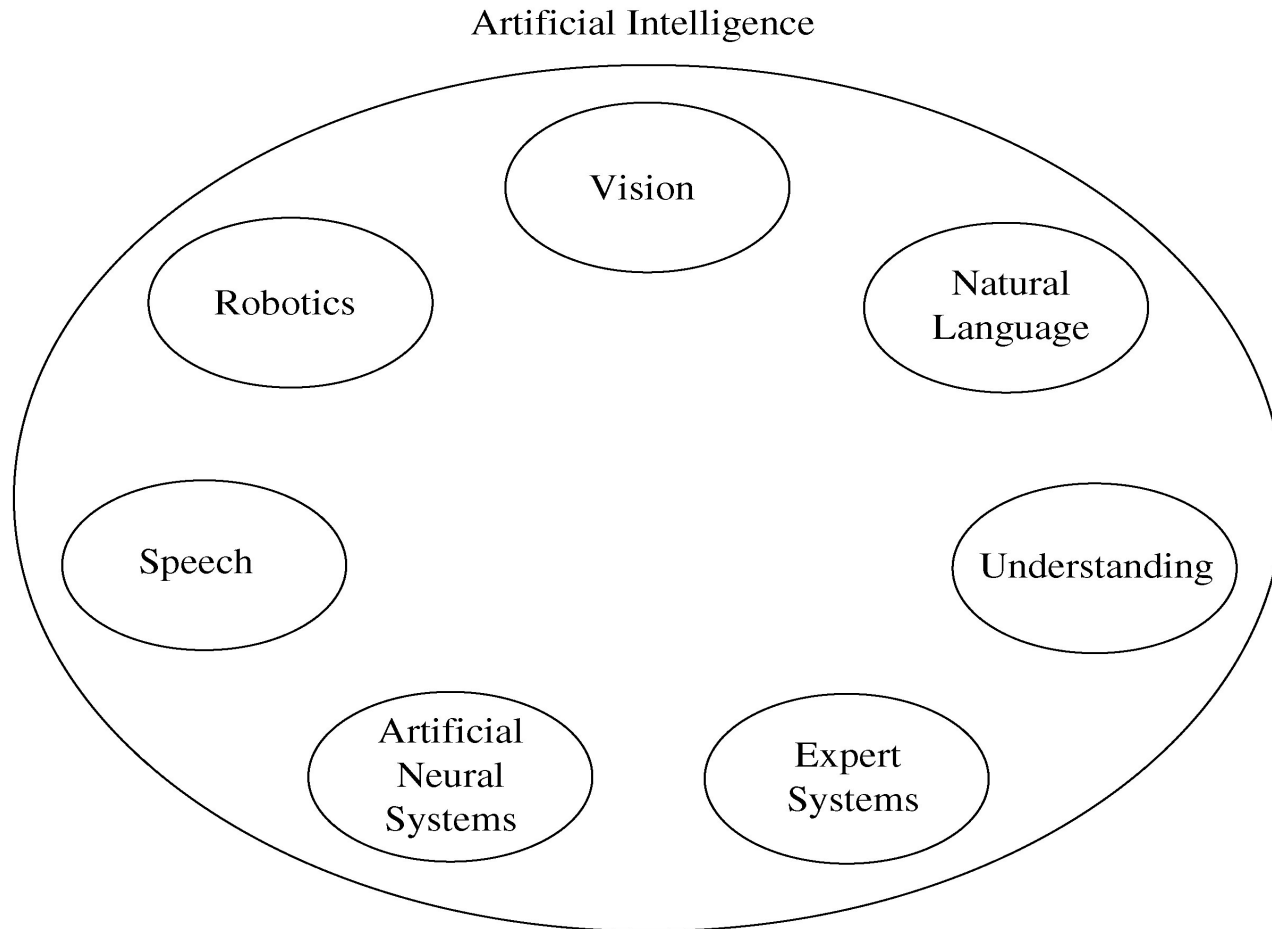 Artificial Intelligence
Vision
Robotics
Natural
Language
Speech
Understanding
Artificial
Neural
Systems
Expert
Systems